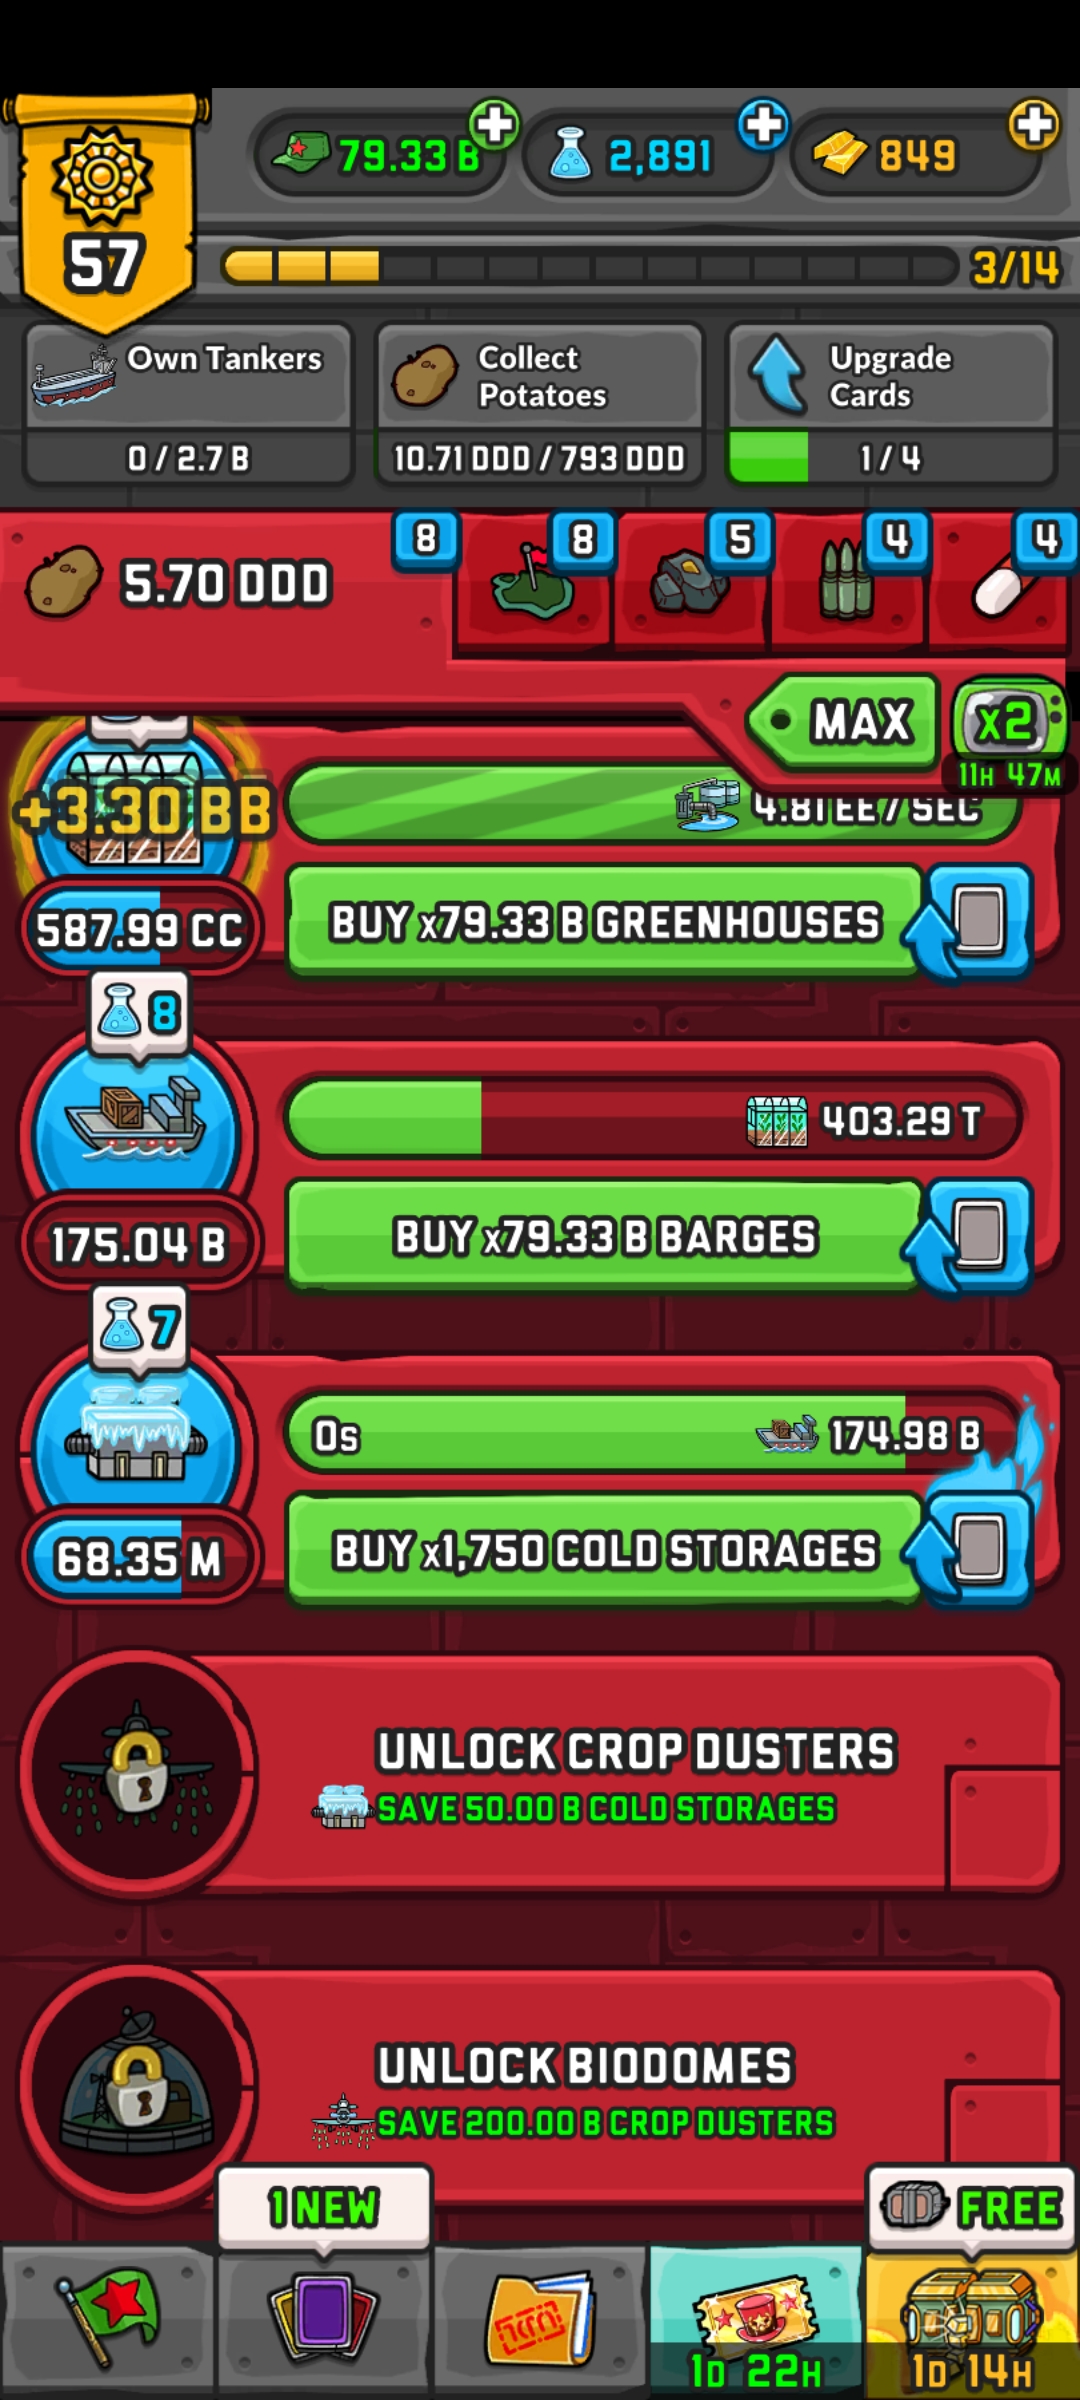 79.33 B
2,891
849
57
3/14
Own Tankers
0 / 2.7 B
Collect
Potatoes
10.71 DDD / 793 DDD
Upgrade
Cards
1 / 4
5.70 DDD
8
8
5
4
4
MAX
x2
11H 47M
+3.30 BB
4.81 EE / SEC
587.99 CC
BUY x79.33 B GREENHOUSES
8
403.29 T
175.04 B
BUY x79.33 B BARGES
7
0s
174.98 B
68.35 M
BUY x1,750 COLD STORAGES
UNLOCK CROP DUSTERS
SAVE 50.00 B COLD STORAGES
UNLOCK BIODOMES
SAVE 200.00 B CROP DUSTERS
1 NEW
FREE
1D 22H
1D 14H